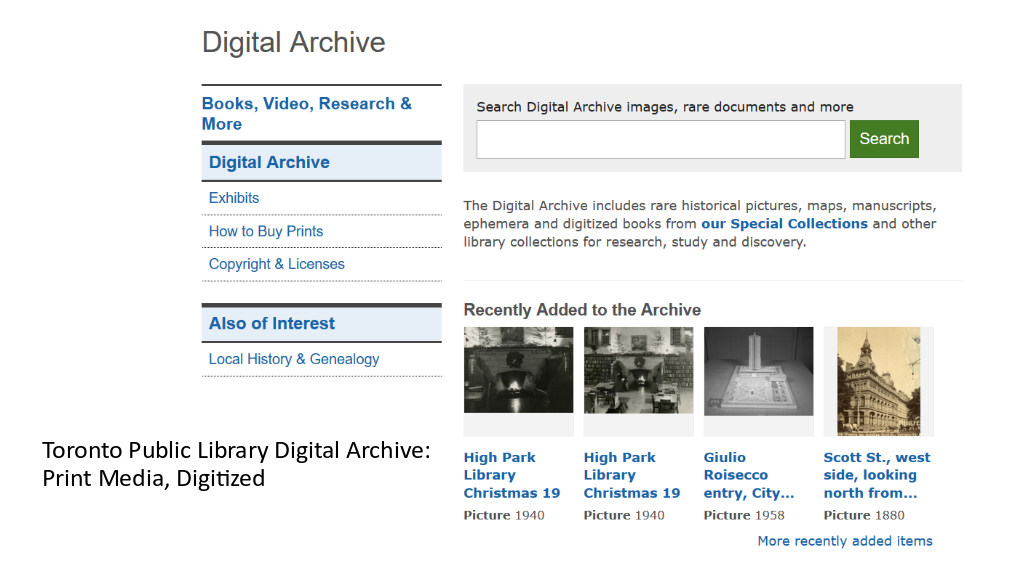 Digital Archive
Books, Video, Research &
More
Digital Archive
Exhibits
How to Buy Prints
Copyright & Licenses
Also of Interest
Local History & Genealogy
Toronto Public Library Digital Archive:
Print Media, Digitized
Search Digital Archive images, rare documents and more
Search
The Digital Archive includes rare historical pictures, maps, manuscripts,
ephemera and digitized books from our Special Collections and other
library collections for research, study and discovery.
Recently Added to the Archive
High Park
Library
Christmas 19
Picture 1940
High Park
Library
Christmas 19
Picture 1940
Giulio
Roisecco
entry, City...
Picture 1958
Scott St., west
side, looking
north from...
Picture 1880
More recently added items